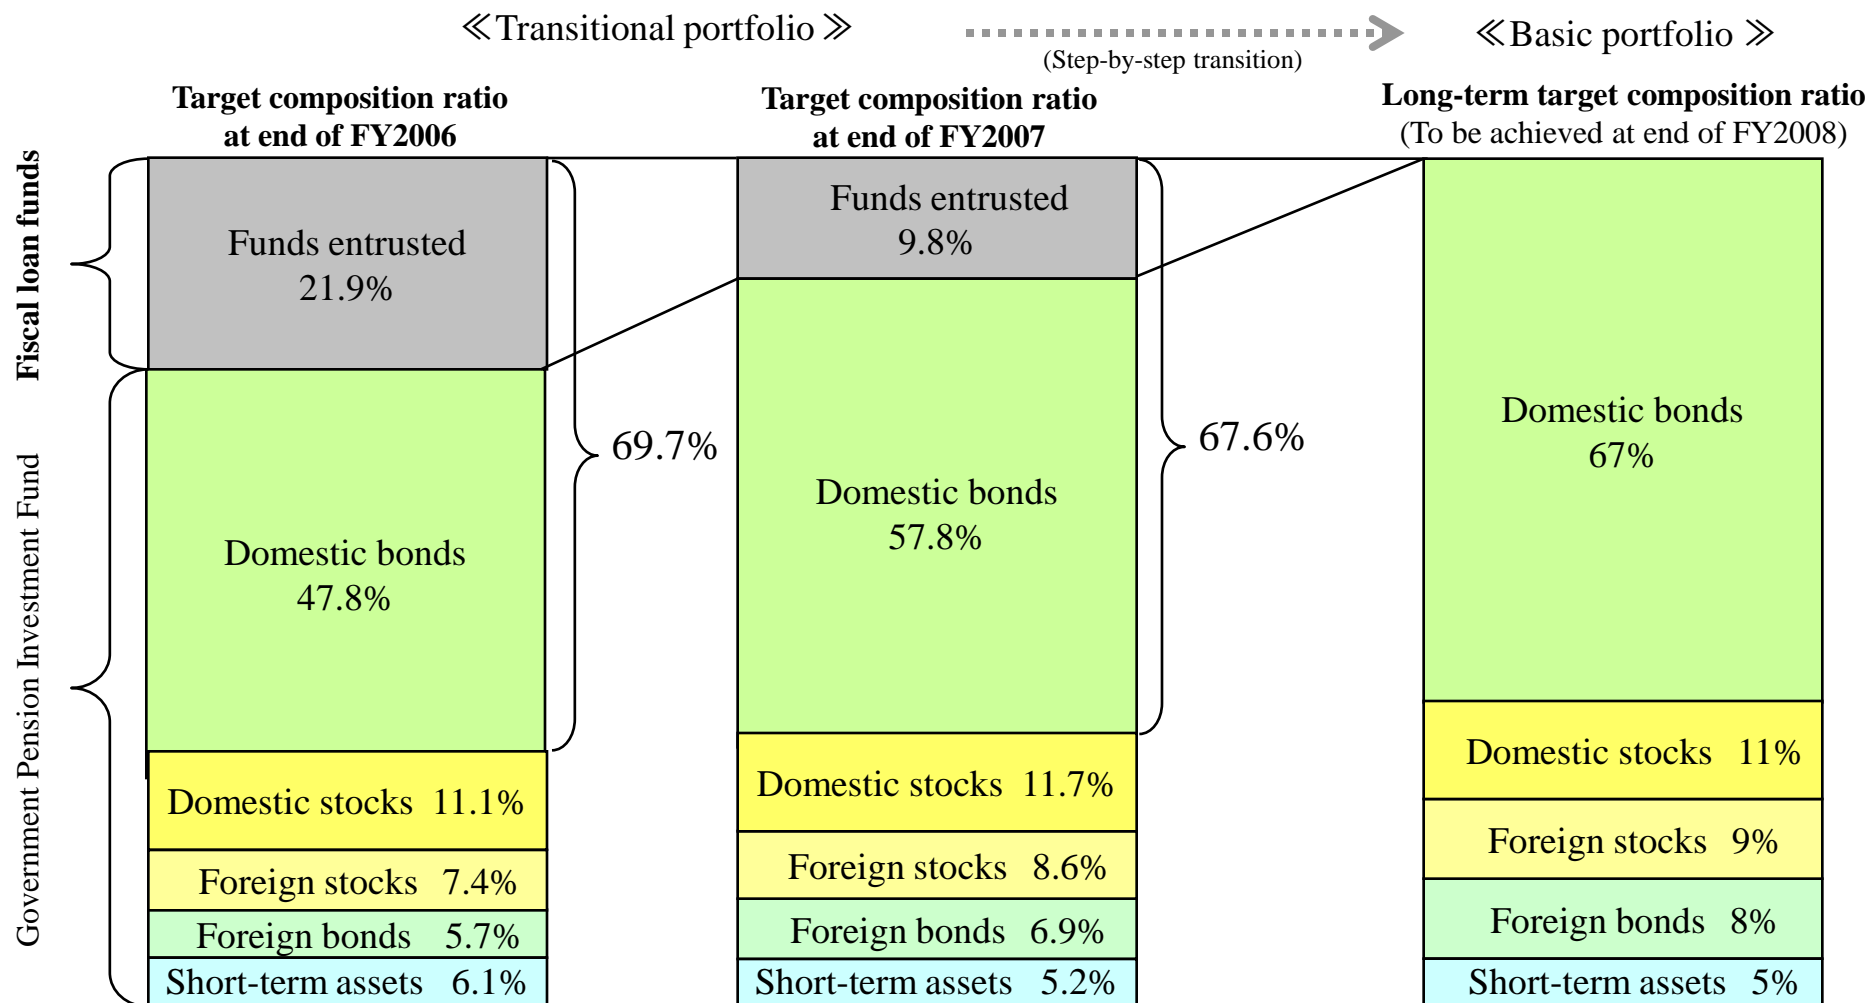 ≪Transitional portfolio ≫
(Step-by-step transition)
≪Basic portfolio ≫
Target composition ratio
at end of FY2006
Target composition ratio
at end of FY2007
Long-term target composition ratio
(To be achieved at end of FY2008)
Fiscal loan funds
Government Pension Investment Fund
Funds entrusted
21.9%
Domestic bonds
47.8%
Domestic stocks 11.1%
Foreign stocks 7.4%
Foreign bonds 5.7%
Short-term assets 6.1%
69.7%
Funds entrusted
9.8%
Domestic bonds
57.8%
Domestic stocks 11.7%
Foreign stocks 8.6%
Foreign bonds 6.9%
Short-term assets 5.2%
67.6%
Domestic bonds
67%
Domestic stocks 11%
Foreign stocks 9%
Foreign bonds 8%
Short-term assets 5%